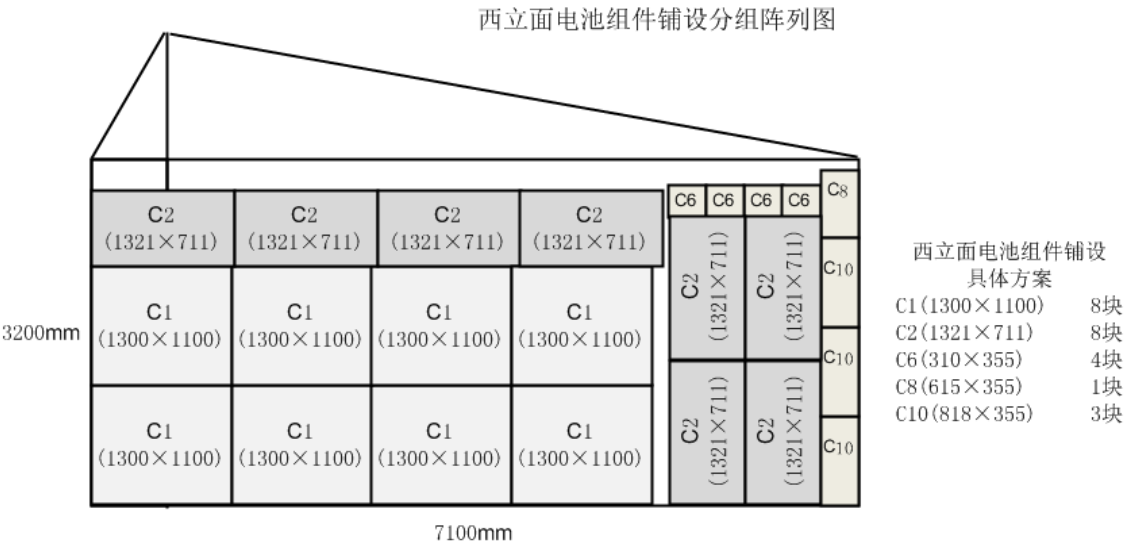 西立面电池组件铺设分组阵列图
C2 C2 C2 C2
(1321×711) (1321×711) (1321×711) (1321×711)
C6 C6 C6 C6
C8
C2 (1321×711) C2 (1321×711)
C10
C1 C1 C1 C1
(1300×1100) (1300×1100) (1300×1100) (1300×1100)
C10
C2 (1321×711) C2 (1321×711)
C1 C1 C1 C1
(1300×1100) (1300×1100) (1300×1100) (1300×1100)
C10
3200mm
7100mm
西立面电池组件铺设
具体方案
C1(1300×1100) 8块
C2(1321×711) 8块
C6(310×355) 4块
C8(615×355) 1块
C10(818×355) 3块